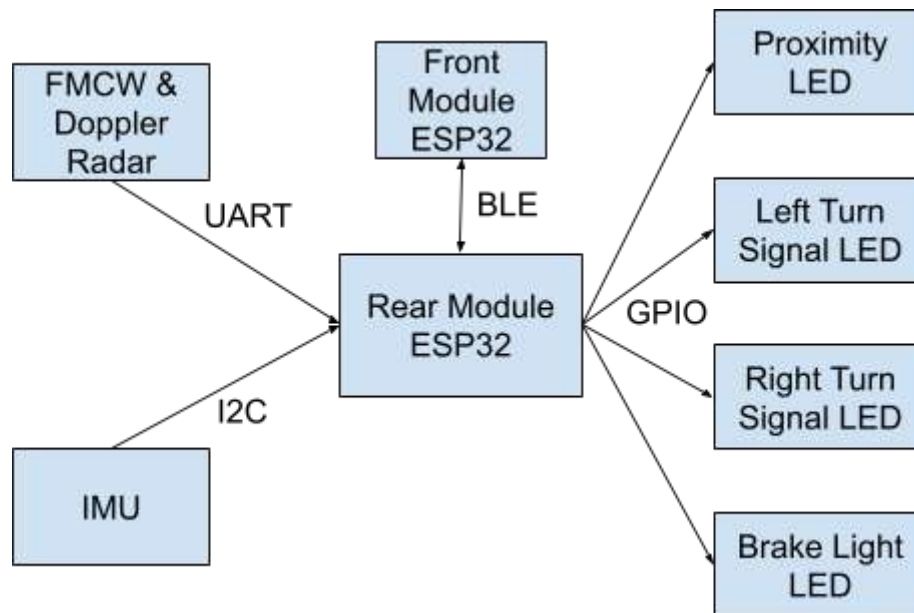 FMCW &
Doppler
Radar
Front
Module
ESP32
Proximity
LED
UART
BLE
Left Turn
Signal LED
Rear Module
ESP32
GPIO
I2C
Right Turn
Signal LED
IMU
Brake Light
LED